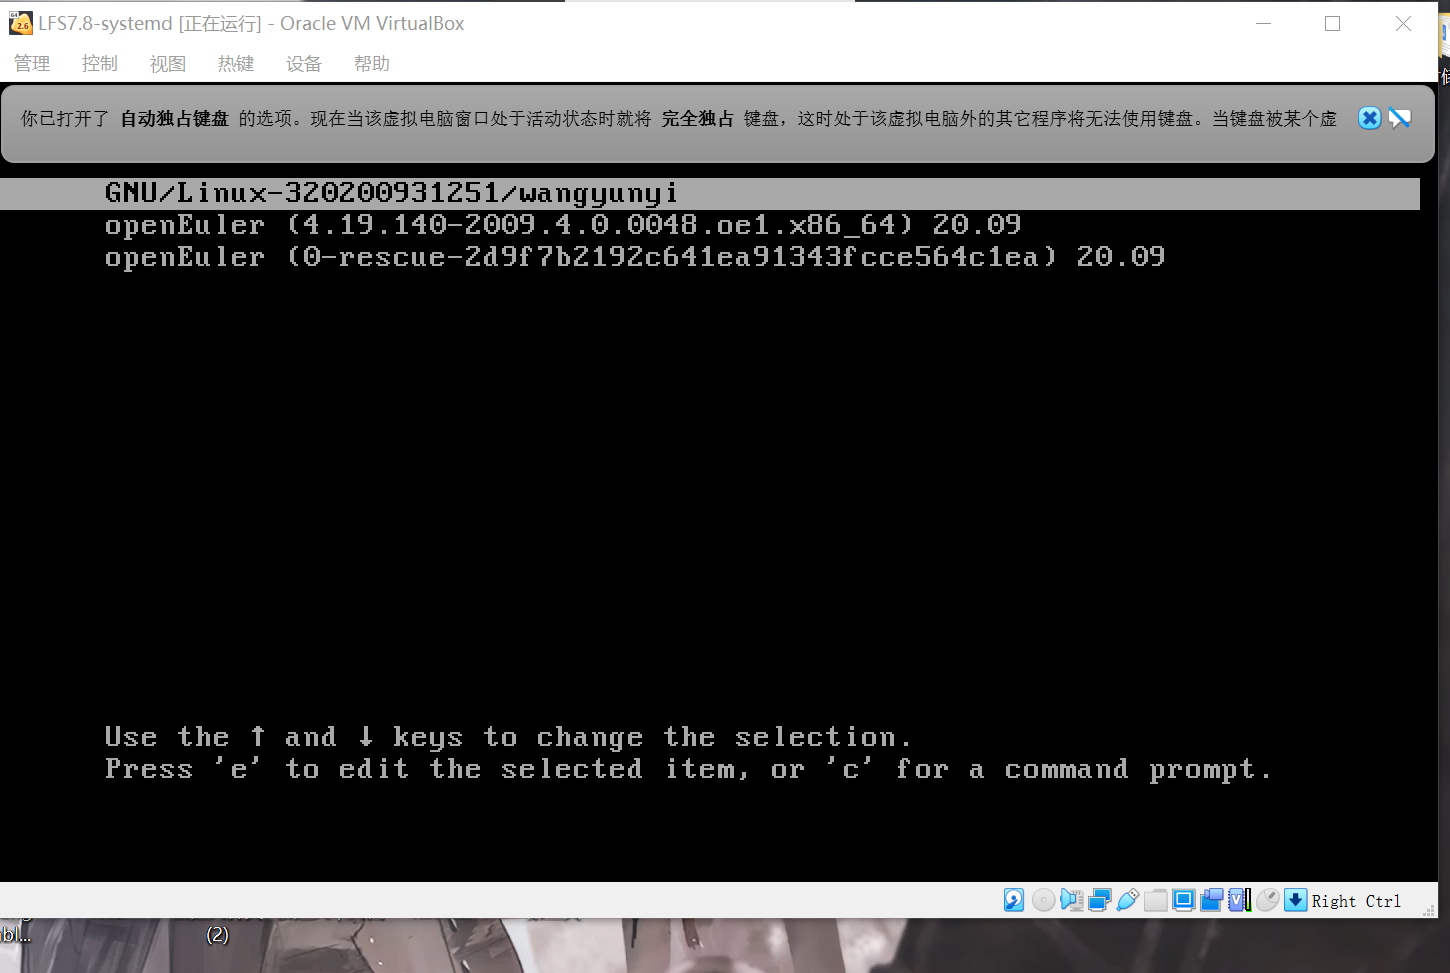 LFS7.8-systemd [正在运行] - Oracle VM VirtualBox
管理 控制 视图 热键 设备 帮助
你已打开了 自动独占键盘 的选项。现在当该虚拟电脑窗口处于活动状态时就将 完全独占 键盘，这时处于该虚拟电脑外的其它程序将无法使用键盘。当键盘被某个虚
GNU/Linux-320200931251/wangyunyi
openEuler (4.19.140-2009.4.0.0048.oe1.x86_64) 20.09
openEuler (0-rescue-2d9f7b2192c641ea91343fcce564c1ea) 20.09
Use the ↑ and ↓ keys to change the selection.
Press 'e' to edit the selected item, or 'c' for a command prompt.
Right Ctrl
bl...
(2)